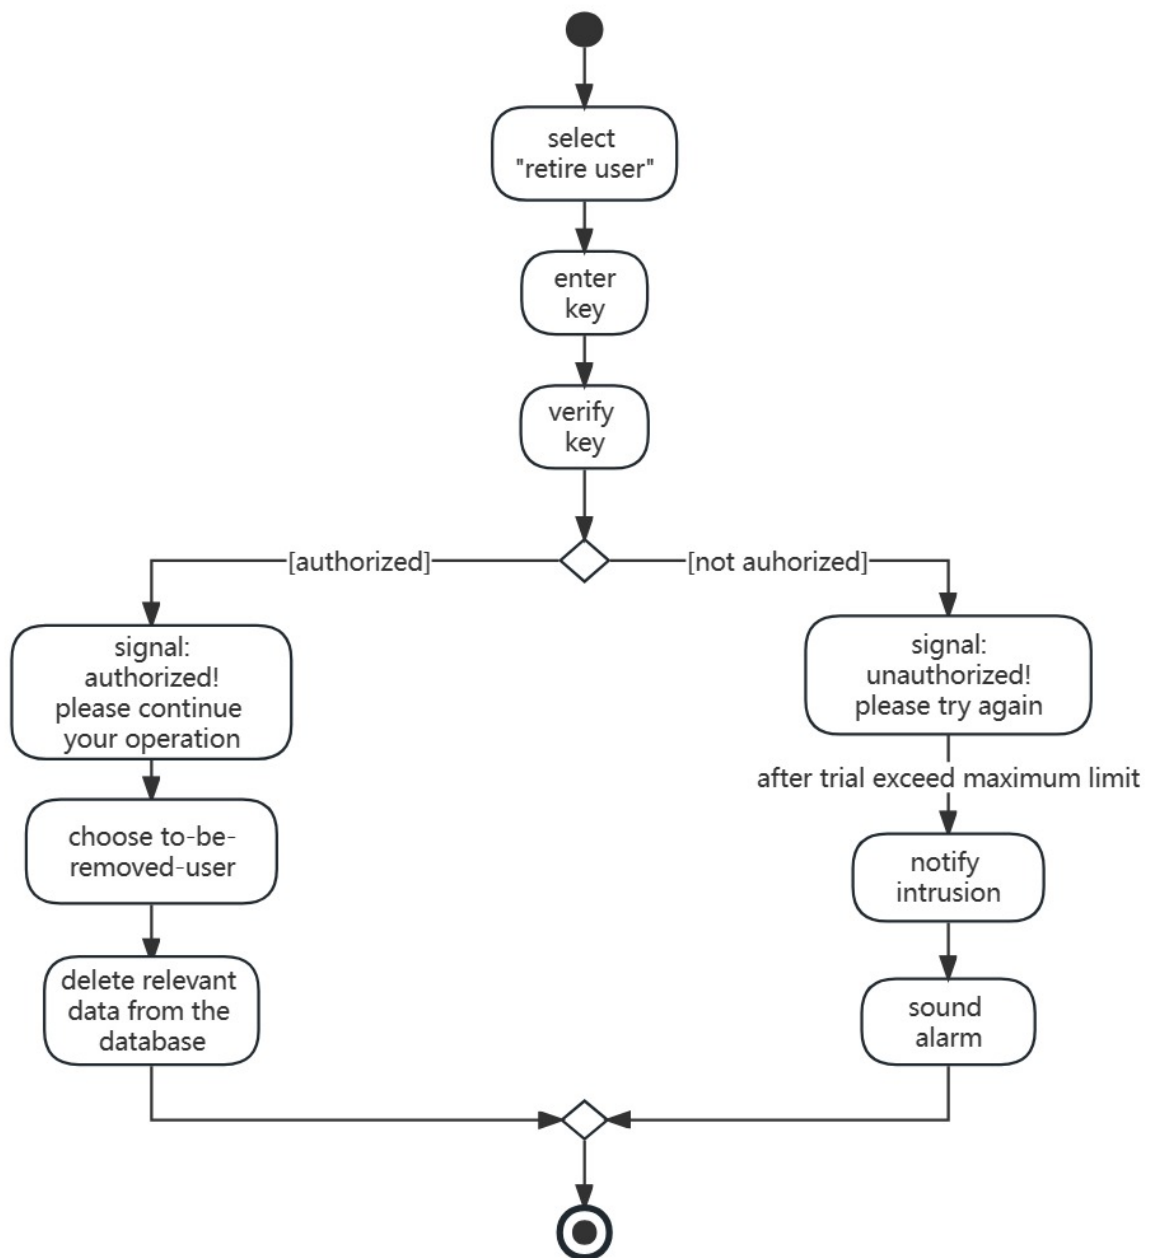 select
"retire user"
enter
key
verify
key
[authorized]
[not auhorized]
signal:
authorized!
please continue
your operation
signal:
unauthorized!
please try again
after trial exceed maximum limit
choose to-be-
removed-user
notify
intrusion
delete relevant
data from the
database
sound
alarm